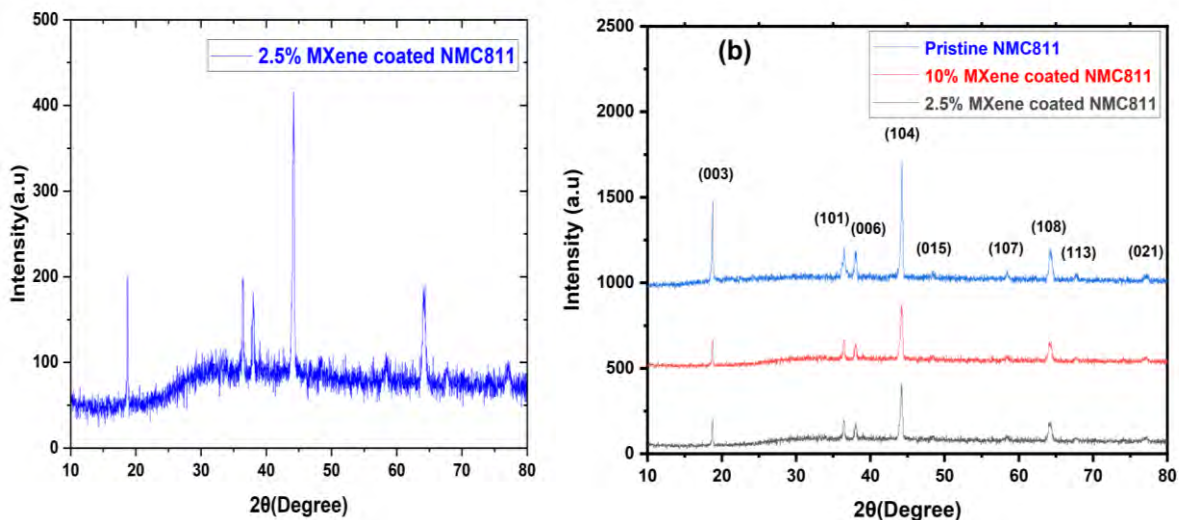 500
400
300
200
100
0
Intensity(a.u)
2.5% MXene coated NMC811
10 20 30 40 50 60 70 80
2θ(Degree)
2500
2000
1500
1000
500
0
Intensity (a.u)
(b)
Pristine NMC811
10% MXene coated NMC811
2.5% MXene coated NMC811
(003)
(101)
(006)
(104)
(015)
(107)
(108)
(113)
(021)
10 20 30 40 50 60 70 80
2θ(Degree)